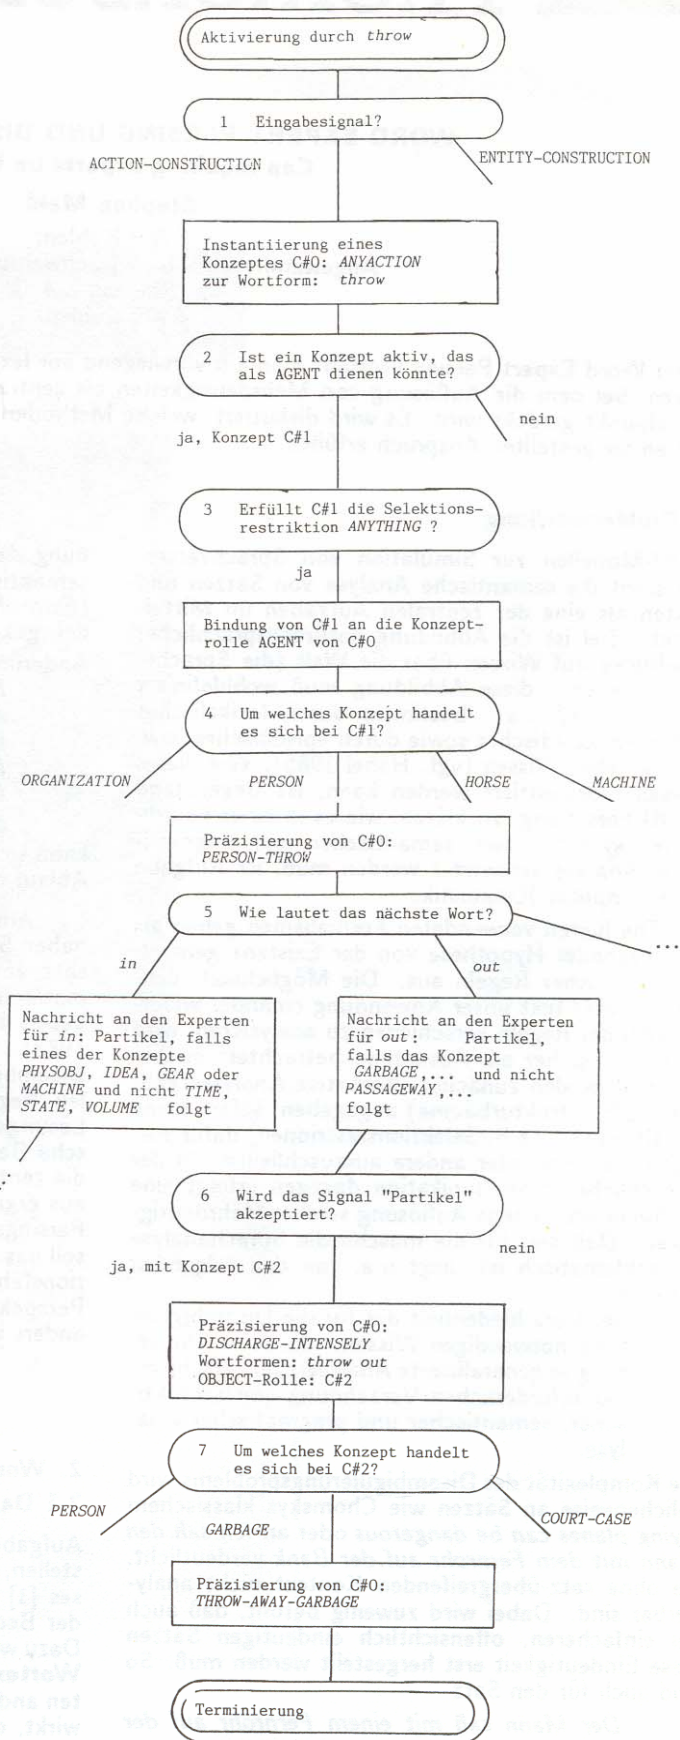 Aktivierung durch throw
1 Eingabesignal?
ACTION-CONSTRUCTION
ENTITY-CONSTRUCTION
Instantiierung eines
Konzeptes C#0: ANYACTION
zur Wortform: throw
2 Ist ein Konzept aktiv, das
als AGENT dienen könnte?
nein
ja, Konzept C#1
3 Erfüllt C#1 die Selektions-
restriktion ANYTHING ?
ja
Bindung von C#1 an die Konzept-
rolle AGENT von C#0
4 Um welches Konzept handelt
es sich bei C#1?
ORGANIZATION PERSON HORSE MACHINE
Präzisierung von C#0:
PERSON-THROW
5 Wie lautet das nächste Wort?
...
in
out
Nachricht an den Experten
für in: Partikel, falls
eines der Konzepte
PHYSOBJ, IDEA, GEAR oder
MACHINE und nicht TIME,
STATE, VOLUME folgt
Nachricht an den Experten
für out: Partikel,
falls das Konzept
GARBAGE,... und nicht
PASSAGEWAY,...
folgt
...
6 Wird das Signal "Partikel"
akzeptiert?
nein
ja, mit Konzept C#2
Präzisierung von C#0:
DISCHARGE-INTENSELY
Wortformen: throw out
OBJECT-Rolle: C#2
7 Um welches Konzept handelt
es sich bei C#2?
PERSON
GARBAGE
COURT-CASE
Präzisierung von C#0:
THROW-AWAY-GARBAGE
Terminierung